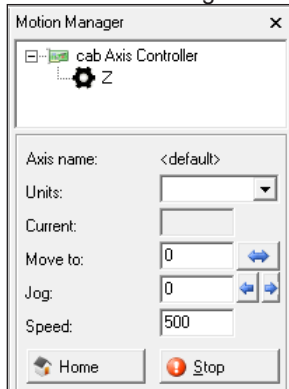 Motion Manager
cab Axis Controller
Z
Axis name: <default>
Units:
Current:
Move to: 0
Jog: 0
Speed: 500
Home Stop